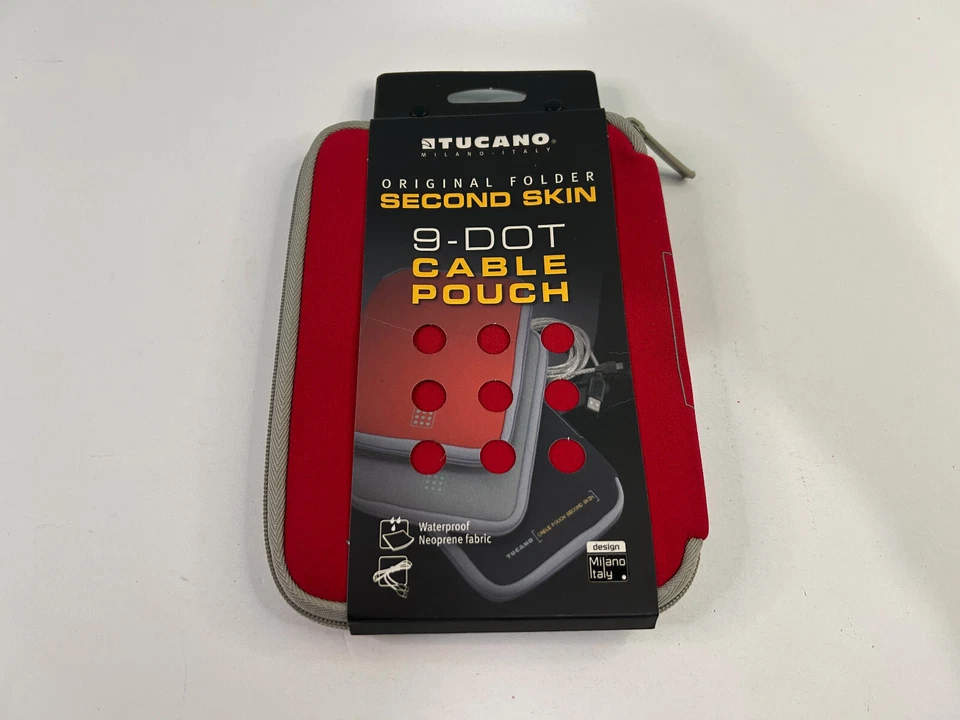 TUCANO®
MILANO-ITALY
ORIGINAL FOLDER
SECOND SKIN
9-DOT
CABLE
POUCH
TUCANO [CABLE POUCH SECOND SKIN]
Waterproof
Neoprene fabric
design
Milano
Italy